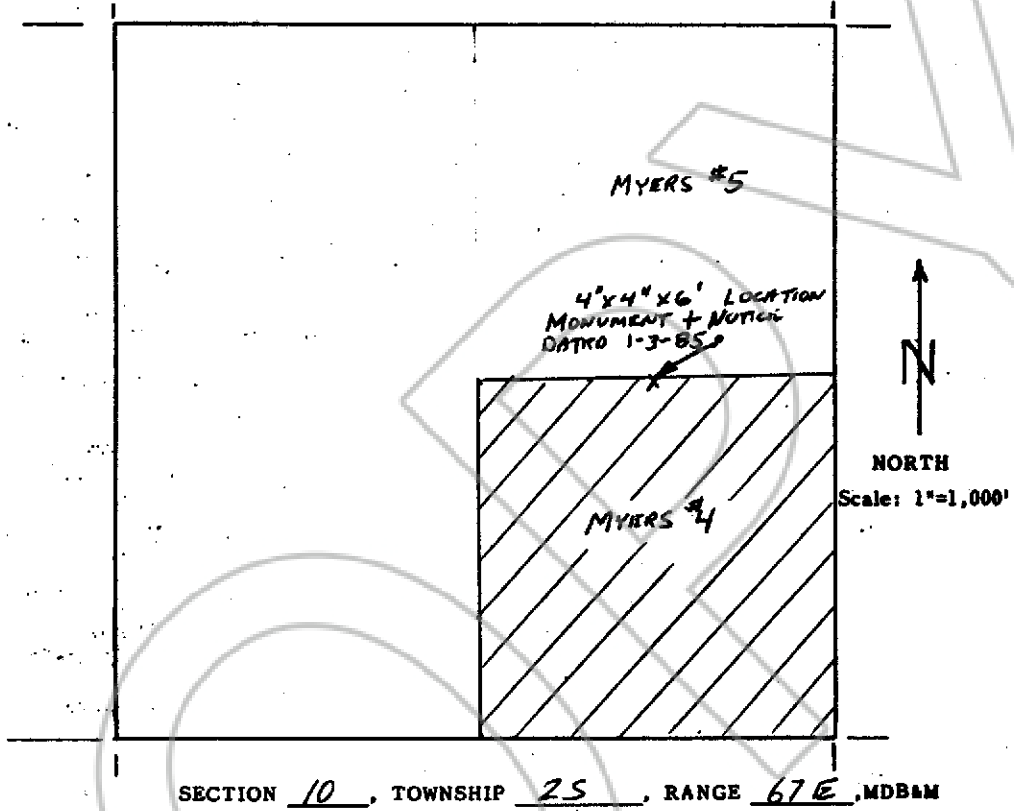 MYERS #5
4"x4"x6' LOCATION
MONUMENT + NOTICE
DATED 1-3-85
N
NORTH
Scale: 1"=1,000'
MYERS #4
SECTION 10, TOWNSHIP 2S, RANGE 67E, MDB&M